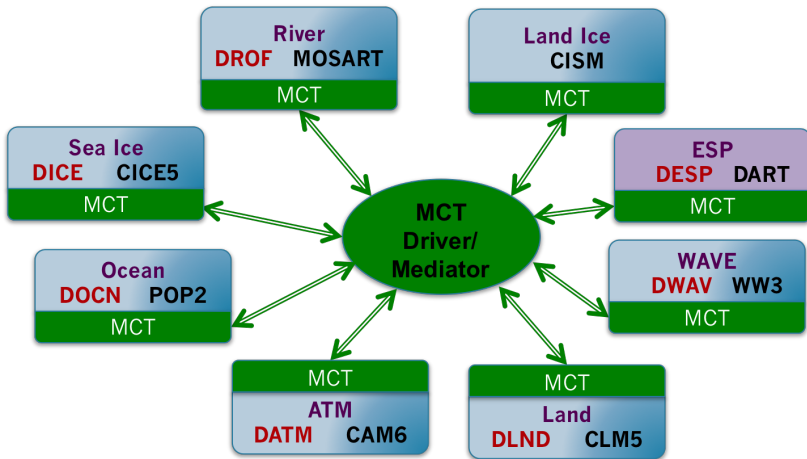 River
DROF MOSART
MCT
Land Ice
CISM
MCT
Sea Ice
DICE CICE5
MCT
ESP
DESP DART
MCT
MCT
Driver/
Mediator
Ocean
DOCN POP2
MCT
WAVE
DWAV WW3
MCT
MCT
ATM
DATM CAM6
MCT
Land
DLND CLM5